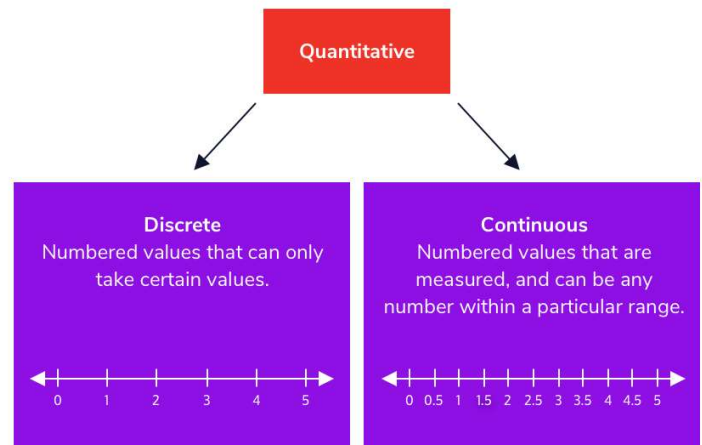 Quantitative
Discrete
Numbered values that can only
take certain values.
0 1 2 3 4 5
Continuous
Numbered values that are
measured, and can be any
number within a particular range.
0 0.5 1 1.5 2 2.5 3 3.5 4 4.5 5